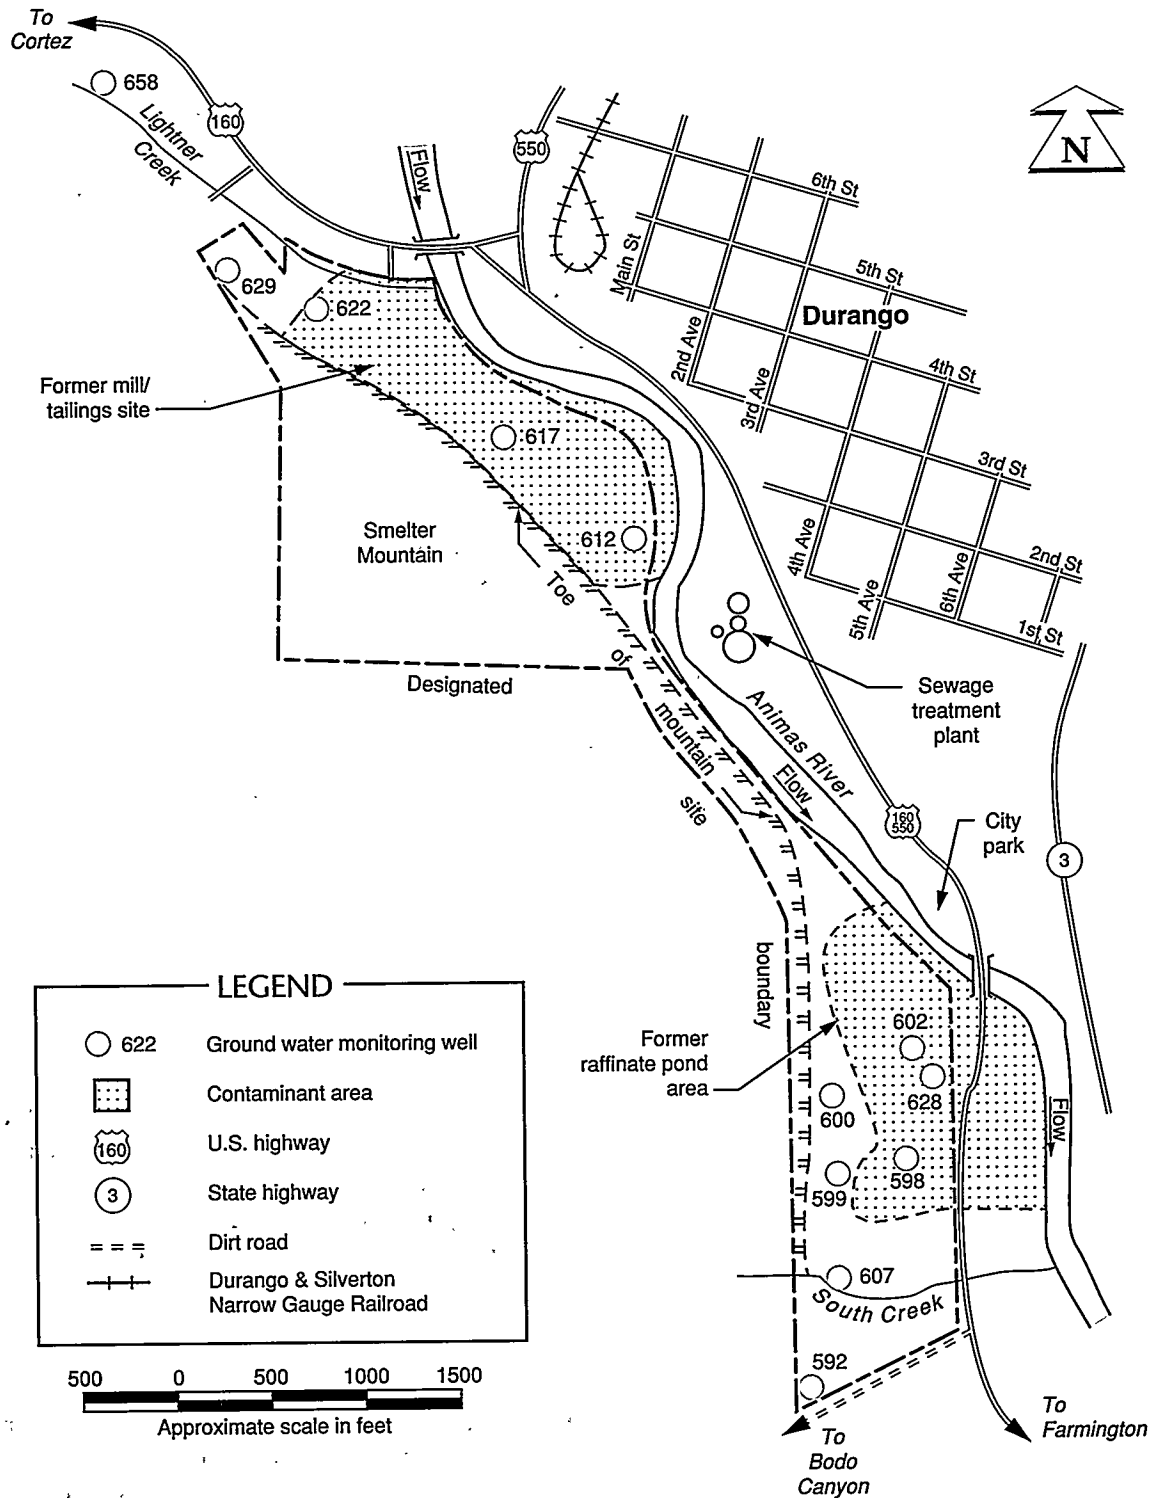 To
Cortez
658
Lightner
Creek
160
Flow
550
N
6th St
5th St
Main St
Durango
629
622
2nd Ave
3rd Ave
4th St
Former mill/
tailings site
617
3rd St
Smelter
Mountain
612
4th Ave
2nd St
5th Ave
6th Ave
1st St
Toe
of
mountain
Designated
site
boundary
Sewage
treatment
plant
Animas River
Flow
160
550
City
park
3
Former
raffinate pond
area
602
628
600
599
598
Flow
607
South Creek
592
To
Bodo
Canyon
To
Farmington
LEGEND
622 Ground water monitoring well
Contaminant area
160 U.S. highway
3 State highway
Dirt road
Durango & Silverton
Narrow Gauge Railroad
500 0 500 1000 1500
Approximate scale in feet